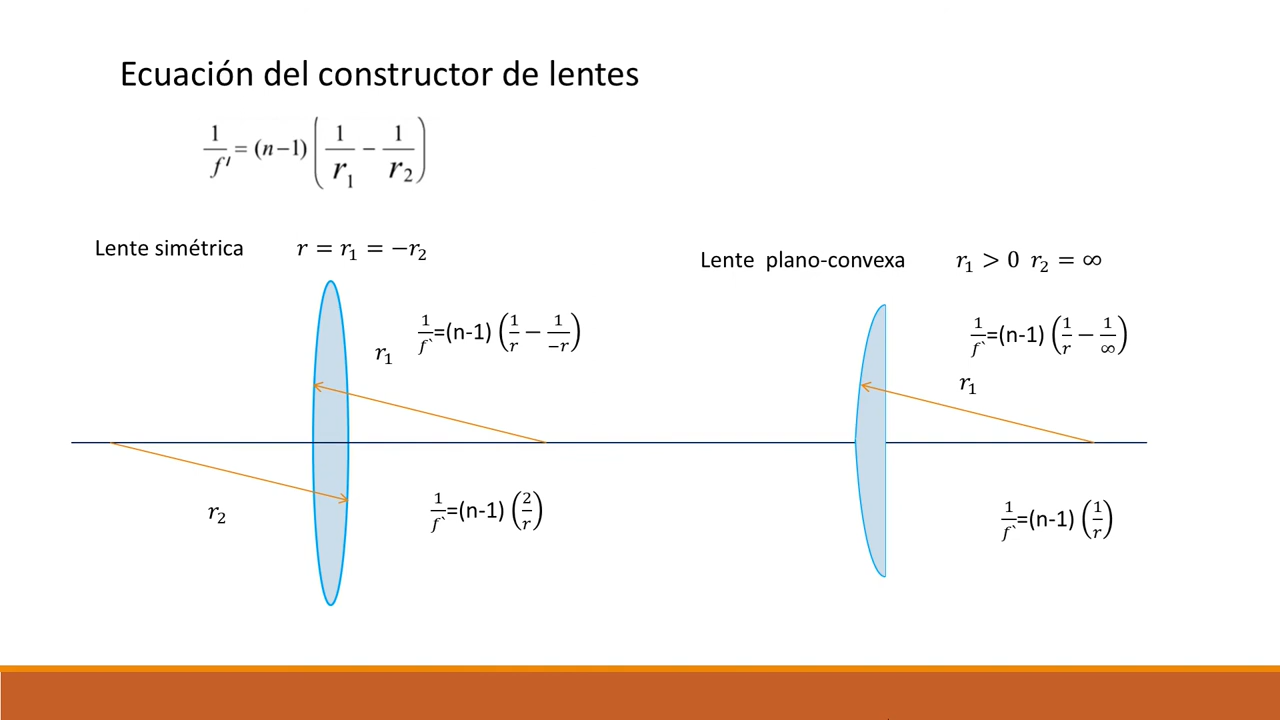 Ecuación del constructor de lentes
1/f' = (n−1) (1/r₁ − 1/r₂)
Lente simétrica r = r₁ = −r₂
1/f`=(n-1) (1/r − 1/−r)
r₁
r₂
1/f`=(n-1) (2/r)
Lente plano-convexa r₁ > 0 r₂ = ∞
1/f`=(n-1) (1/r − 1/∞)
r₁
1/f`=(n-1) (1/r)